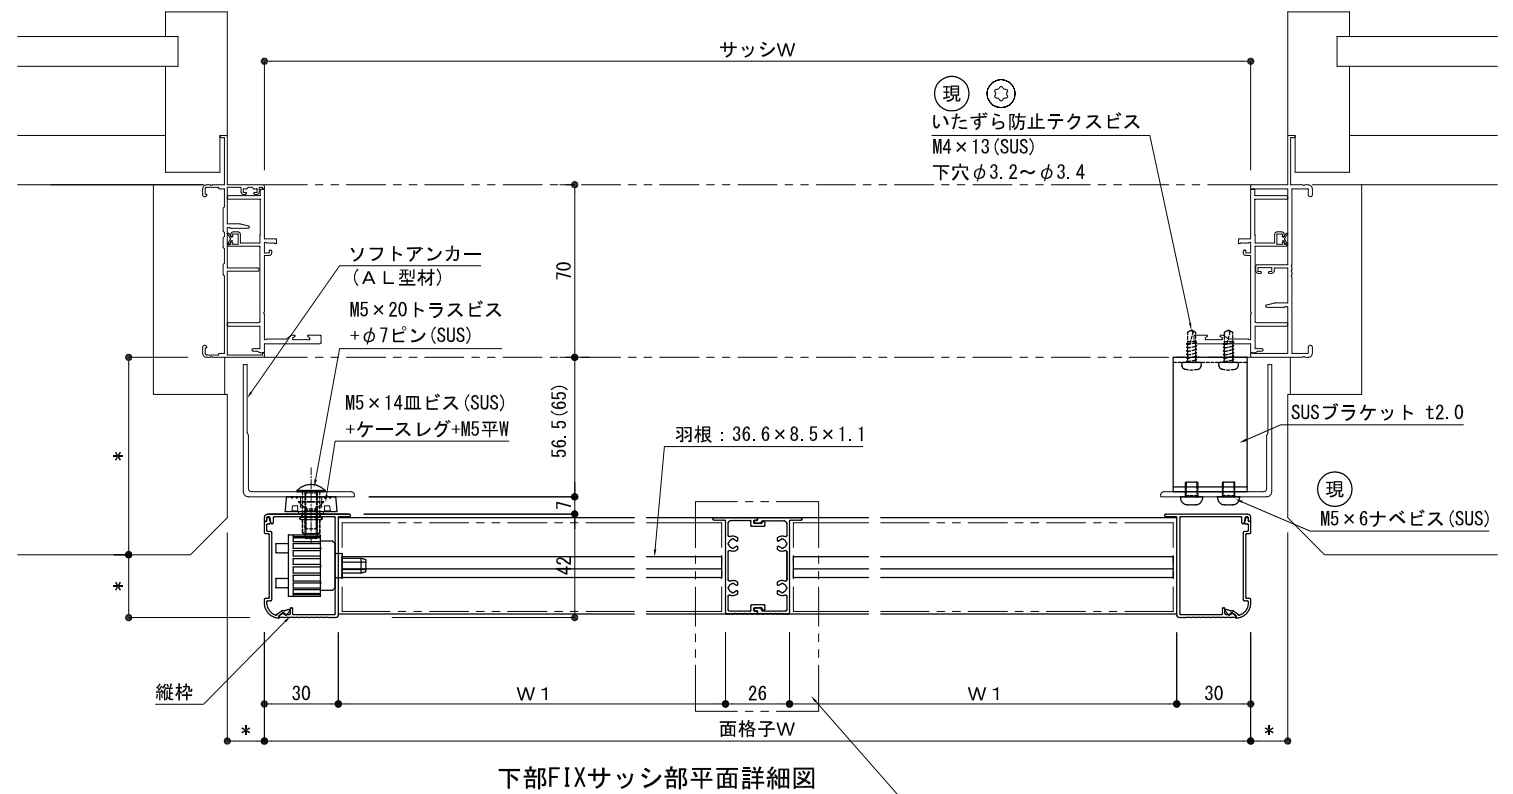 サッシW
現
いたずら防止テクスビス
M4×13(SUS)
下穴φ3.2～φ3.4
ソフトアンカー
(ＡＬ型材)
M5×20トラスビス
+φ7ピン(SUS)
70
M5×14皿ビス(SUS)
+ケースレグ+M5平W
56.5(65)
羽根：36.6×8.5×1.1
SUSブラケット t2.0
*
7
現
M5×6ナベビス(SUS)
42
*
縦枠
30
W1
26
W1
30
*
面格子W
*
下部FIXサッシ部平面詳細図